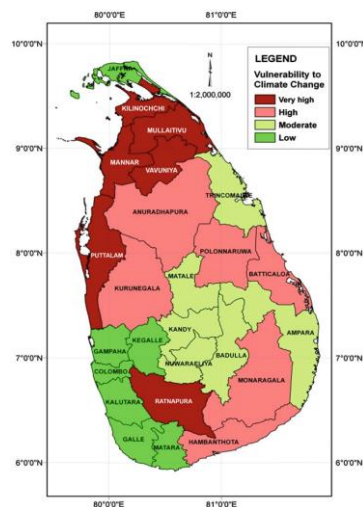 80°0'0"E 81°0'0"E
10°0'0"N
9°0'0"N
8°0'0"N
7°0'0"N
6°0'0"N
N
1:2,000,000
LEGEND
Vulnerability to
Climate Change
Very high
High
Moderate
Low
JAFFNA
KILINOCHCHI
MULLAITIVU
MANNAR
VAVUNIYA
TRINCOMALEE
ANURADHAPURA
POLONNARUWA
PUTTALAM
BATTICALOA
MATALE
KURUNEGALA
KANDY
AMPARA
KEGALLE
GAMPAHA
BADULLA
NUWARAELIYA
COLOMBO
MONARAGALA
KALUTARA
RATNAPURA
GALLE
MATARA
HAMBANTHOTA
10°0'0"N
9°0'0"N
8°0'0"N
7°0'0"N
6°0'0"N
80°0'0"E 81°0'0"E